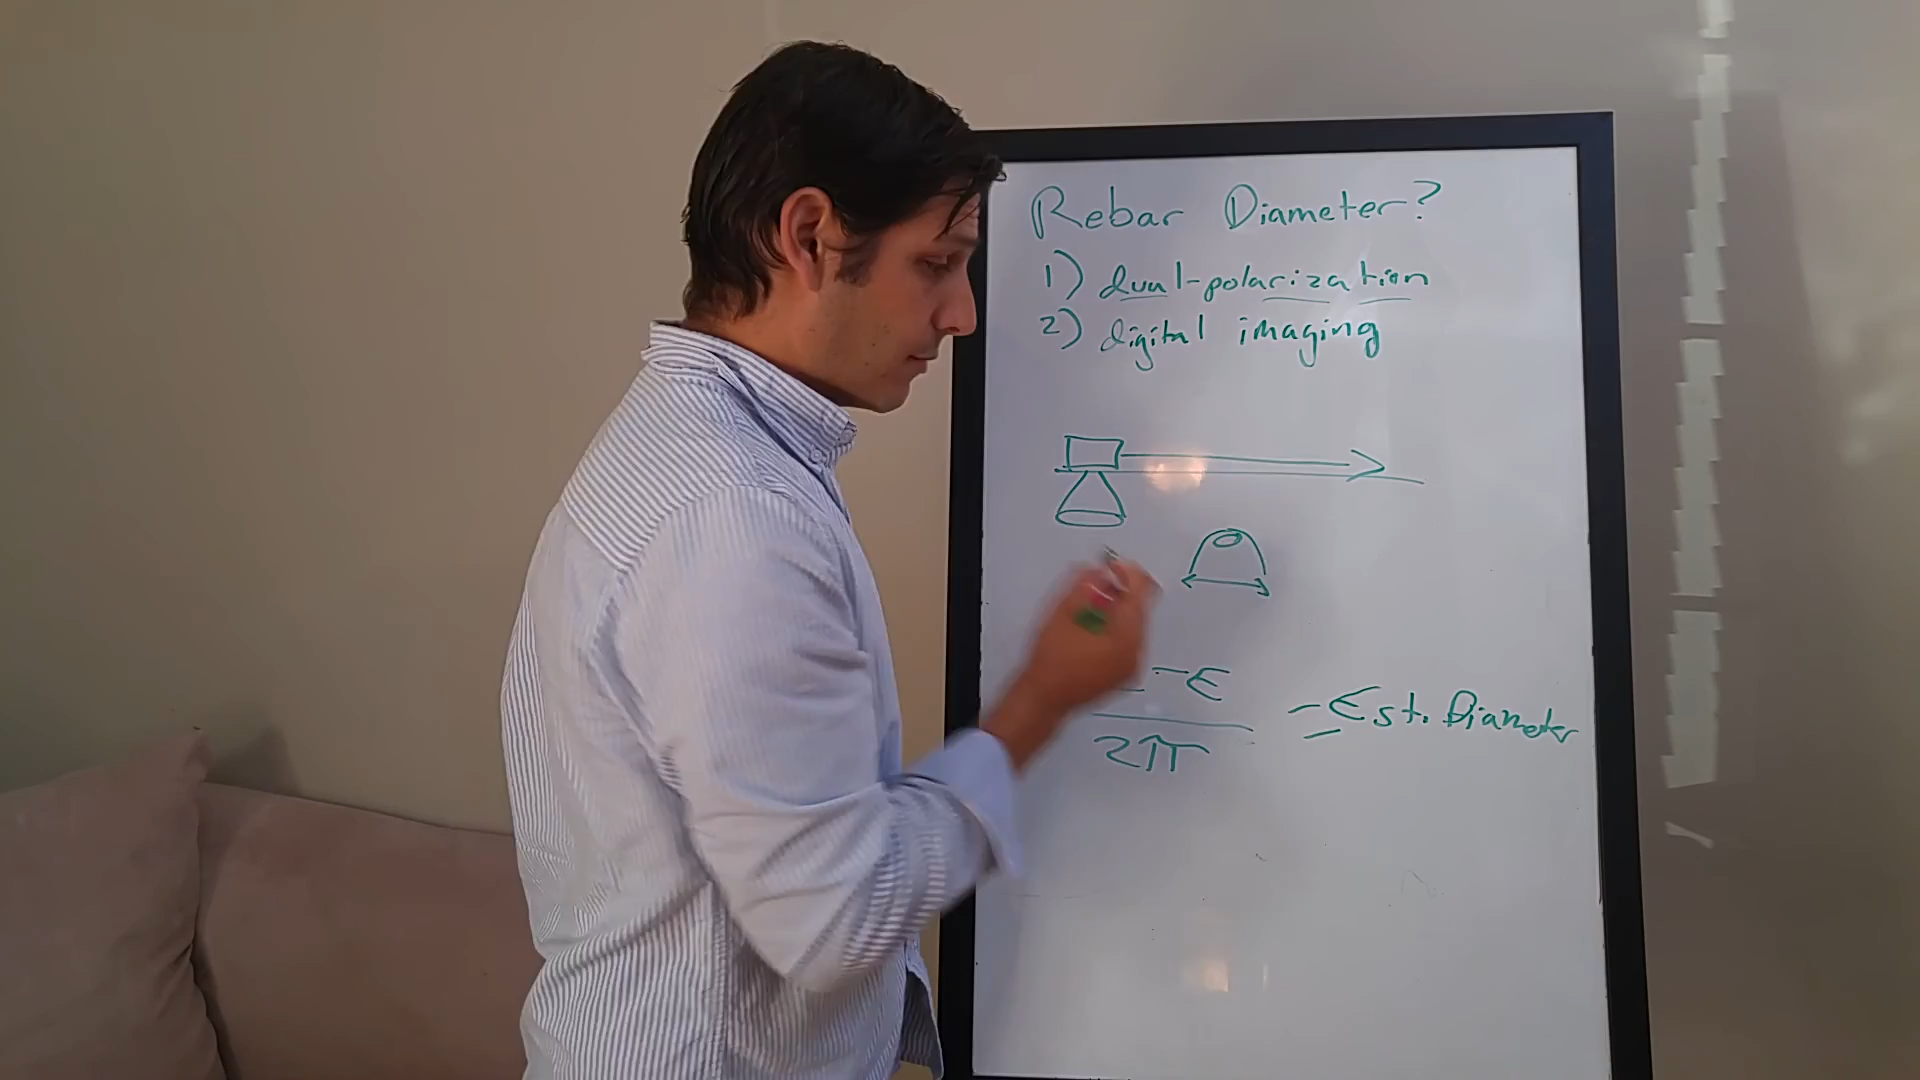 Rebar Diameter?
1) dual-polarization
2) digital imaging
- E
2π
= Est. Diameter